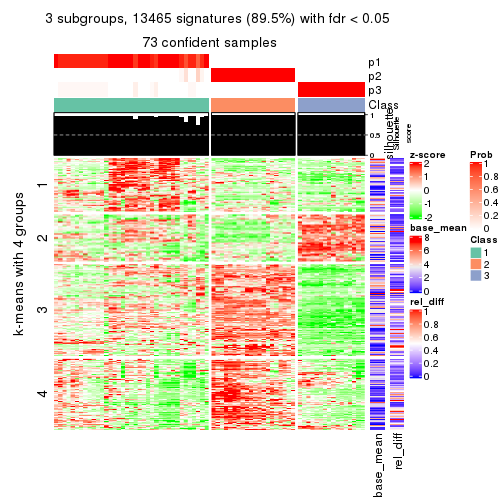 3 subgroups, 13465 signatures (89.5%) with fdr < 0.05
73 confident samples
p1
p2
p3
Class
1
0.5
0
silhouette
Silhouette
score
k-means with 4 groups
1
2
3
4
base_mean
rel_diff
z-score
2
1
0
-1
-2
base_mean
8
6
4
2
0
rel_diff
1
0.8
0.6
0.4
0.2
0
Prob
1
0.8
0.6
0.4
0.2
0
Class
1
2
3